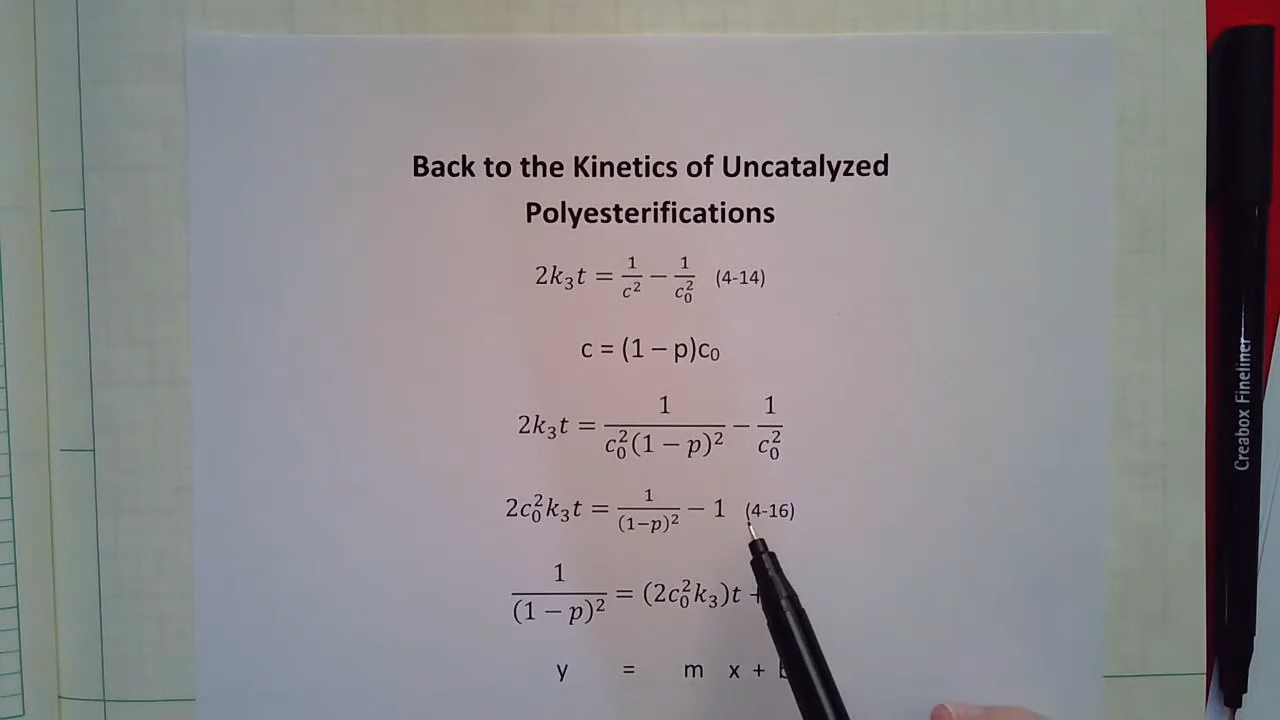 Back to the Kinetics of Uncatalyzed
Polyesterifications
2k₃t = 1/c² − 1/c₀² (4-14)
c = (1 – p)c₀
2k₃t = 1/(c₀²(1 − p)²) − 1/c₀²
2c₀²k₃t = 1/(1−p)² − 1 (4-16)
1/(1 − p)² = (2c₀²k₃)t +
y = m x +
Creabox Fineliner